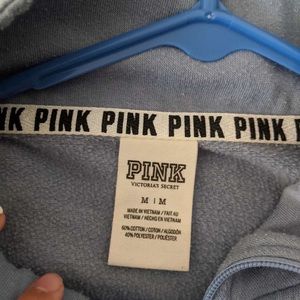 NK PINK PINK PINK PINK PINK
PINK
VICTORIA'S SECRET
M | M
MADE IN VIETNAM / FAIT AU
VIETNAM / HECHO EN VIETNAM
60% COTTON / COTON / ALGODÓN
40% POLYESTER / POLIÉSTER